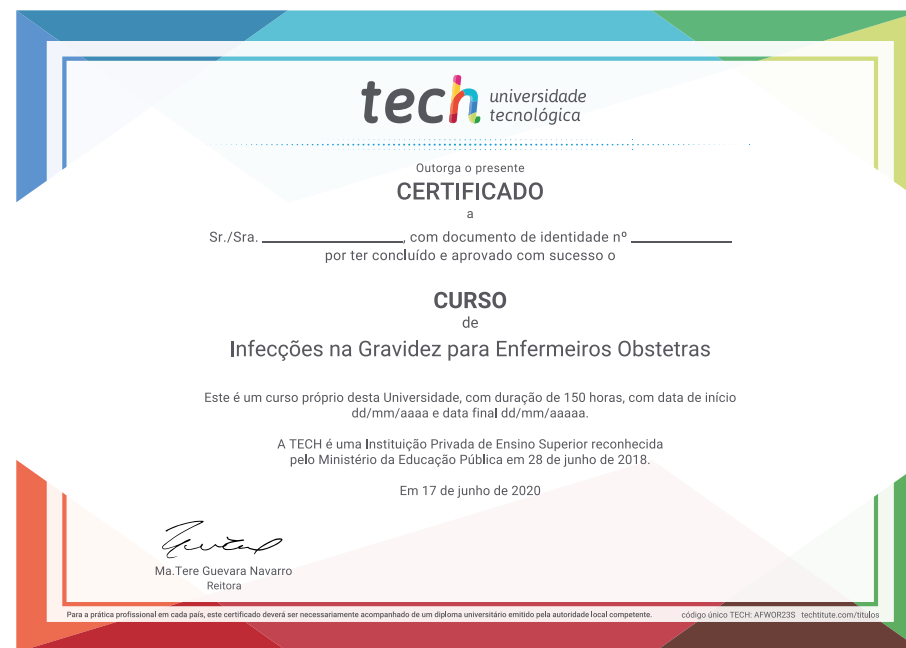 tech universidade
tecnológica
Outorga o presente
CERTIFICADO
a
Sr./Sra. ____________________, com documento de identidade nº ______________
por ter concluído e aprovado com sucesso o
CURSO
de
Infecções na Gravidez para Enfermeiros Obstetras
Este é um curso próprio desta Universidade, com duração de 150 horas, com data de início
dd/mm/aaaa e data final dd/mm/aaaaa.
A TECH é uma Instituição Privada de Ensino Superior reconhecida
pelo Ministério da Educação Pública em 28 de junho de 2018.
Em 17 de junho de 2020
Ma.Tere Guevara Navarro
Reitora
Para a prática profissional em cada país, este certificado deverá ser necessariamente acompanhado de um diploma universitário emitido pela autoridade local competente. código único TECH: AFWOR23S techtitute.com/titulos